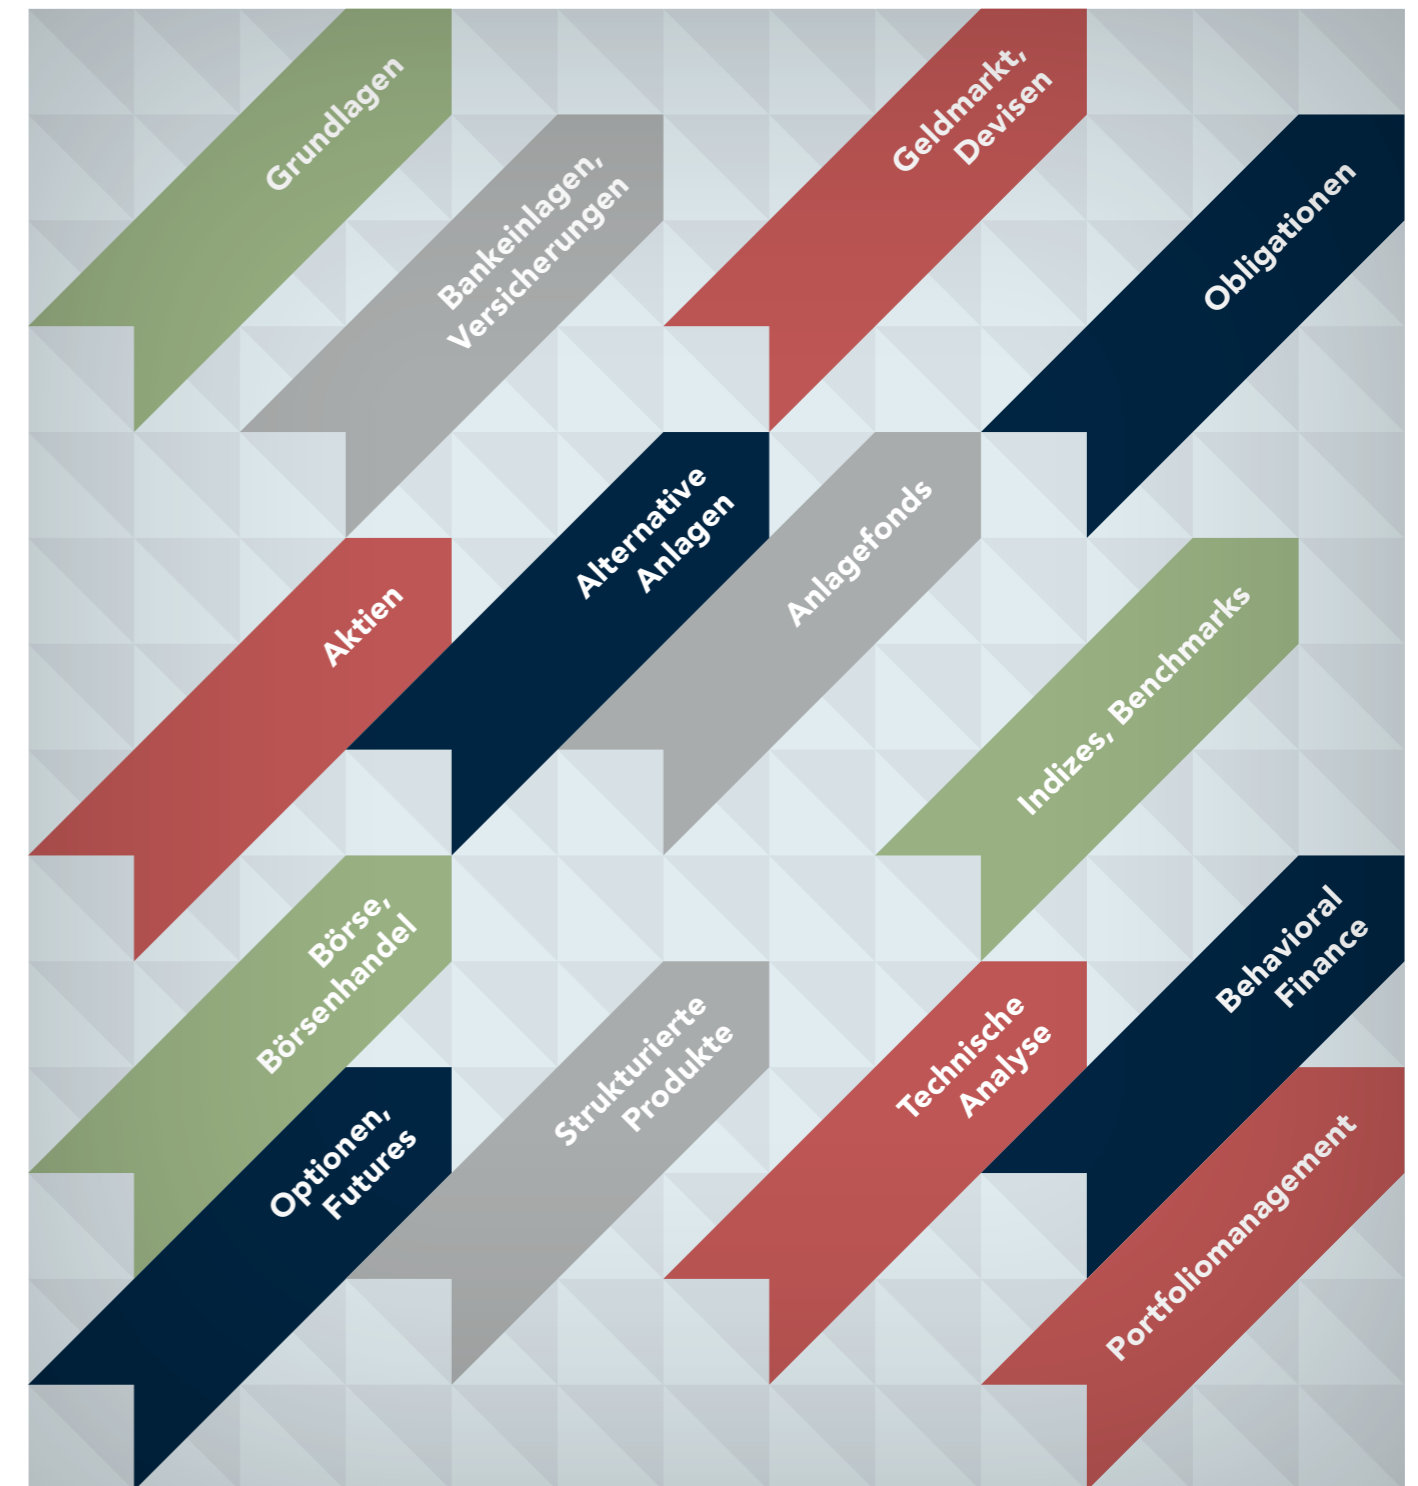 Grundlagen
Bankeinlagen,
Versicherungen
Geldmarkt,
Devisen
Obligationen
Aktien
Alternative
Anlagen
Anlagefonds
Indizes, Benchmarks
Börse,
Börsenhandel
Optionen,
Futures
Strukturierte
Produkte
Technische
Analyse
Behavioral
Finance
Portfoliomanagement